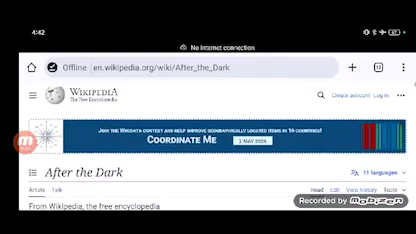 4:42
No internet connection
Offline en.wikipedia.org/wiki/After_the_Dark
WIKIPEDIA
The Free Encyclopedia
Create account Log in
Join the Wikidata contest and help improve geographically located items in 16 countries!
Coordinate Me
1 MAY 2024
After the Dark
11 languages
Article Talk
Read Edit View history Tools
From Wikipedia, the free encyclopedia
Recorded by
MOBIZEN